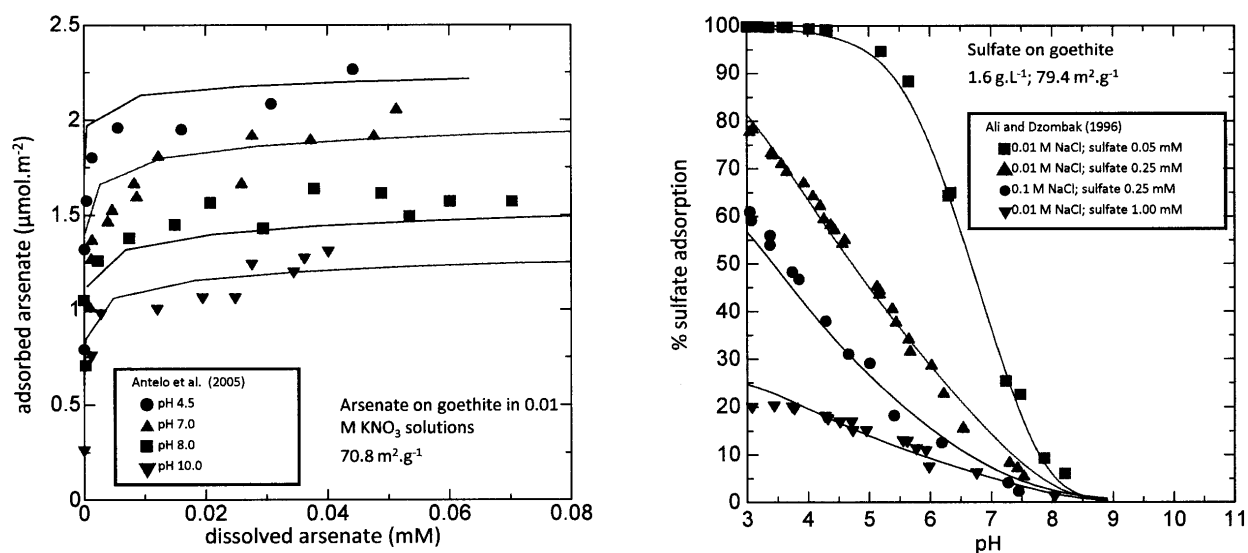 2.5
2
1.5
1
0.5
0
adsorbed arsenate (µmol.m⁻²)
Antelo et al. (2005)
pH 4.5
pH 7.0
pH 8.0
pH 10.0
Arsenate on goethite in 0.01
M KNO₃ solutions
70.8 m².g⁻¹
0 0.02 0.04 0.06 0.08
dissolved arsenate (mM)
100
90
80
70
60
50
40
30
20
10
0
% sulfate adsorption
Sulfate on goethite
1.6 g.L⁻¹; 79.4 m².g⁻¹
Ali and Dzombak (1996)
0.01 M NaCl; sulfate 0.05 mM
0.01 M NaCl; sulfate 0.25 mM
0.1 M NaCl; sulfate 0.25 mM
0.01 M NaCl; sulfate 1.00 mM
3 4 5 6 7 8 9 10 11
pH